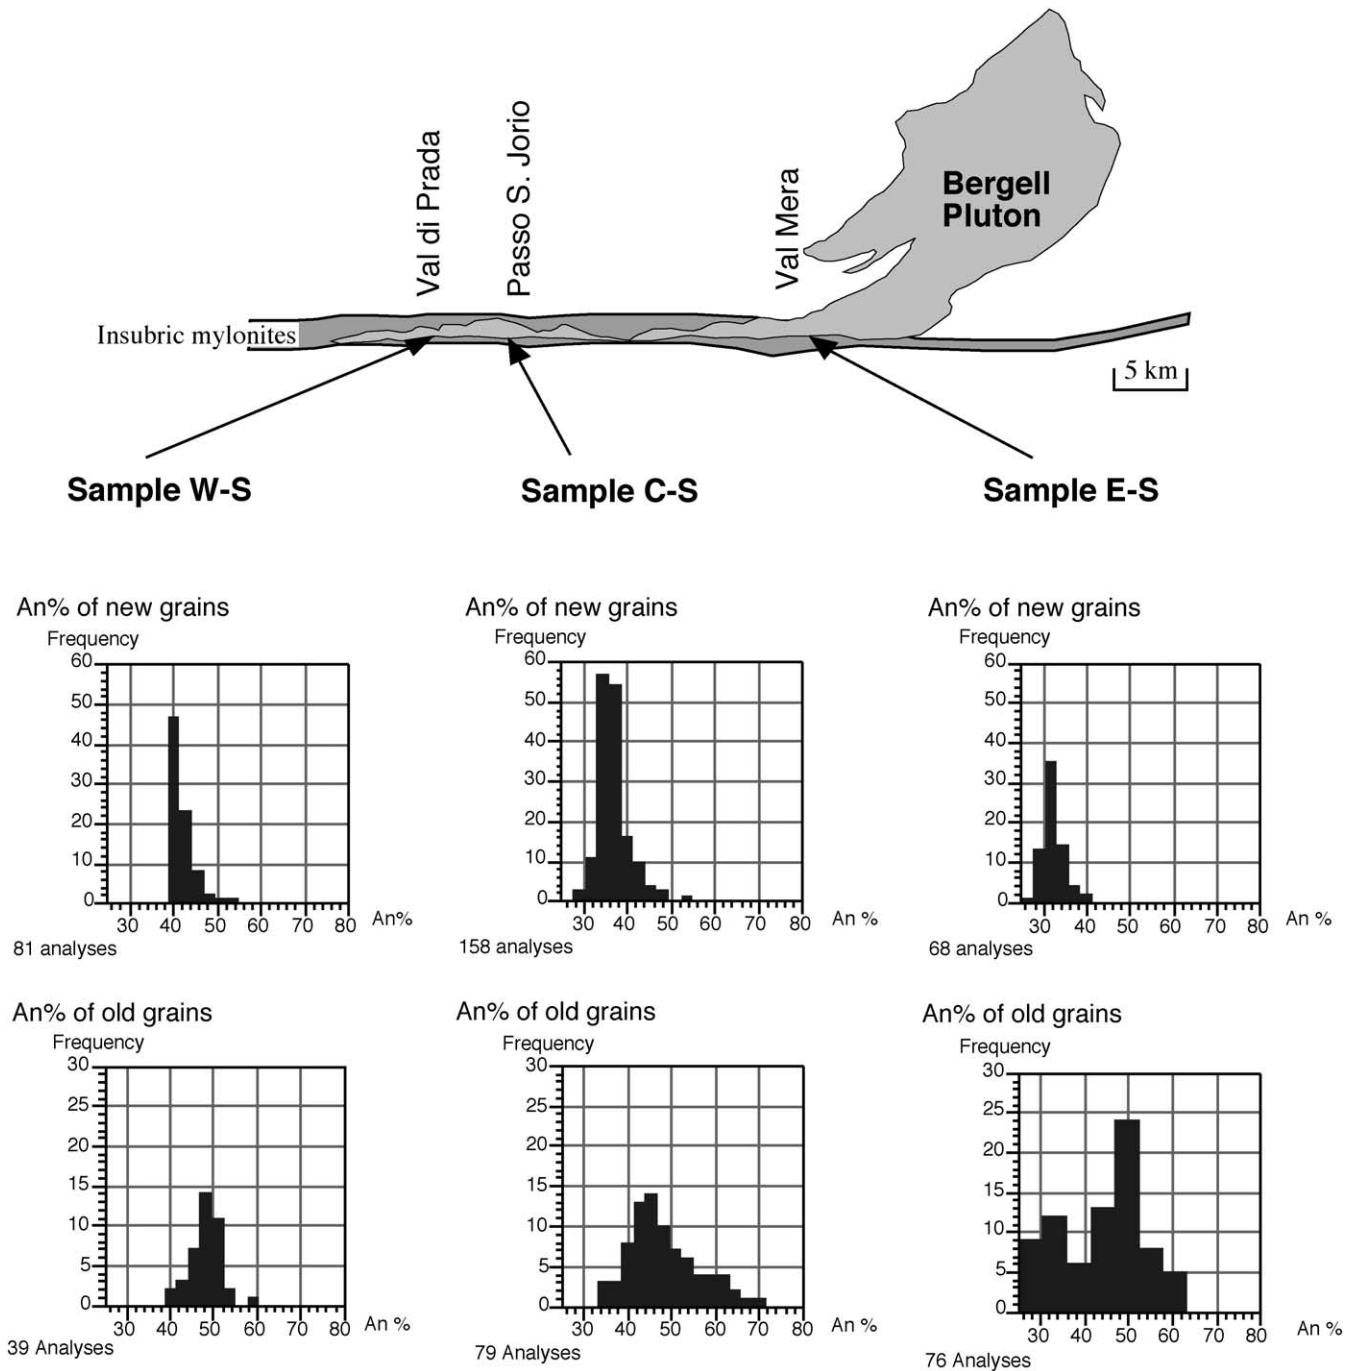 Val di Prada
Passo S. Jorio
Val Mera
Bergell
Pluton
Insubric mylonites
5 km
Sample W-S
Sample C-S
Sample E-S
An% of new grains
Frequency
60
50
40
30
20
10
0
30 40 50 60 70 80 An%
81 analyses
An% of new grains
Frequency
60
50
40
30
20
10
0
30 40 50 60 70 80 An %
158 analyses
An% of new grains
Frequency
60
50
40
30
20
10
0
30 40 50 60 70 80 An %
68 analyses
An% of old grains
Frequency
30
25
20
15
10
5
0
30 40 50 60 70 80 An %
39 Analyses
An% of old grains
Frequency
30
25
20
15
10
5
0
30 40 50 60 70 80 An %
79 Analyses
An% of old grains
Frequency
30
25
20
15
10
5
0
30 40 50 60 70 80 An %
76 Analyses